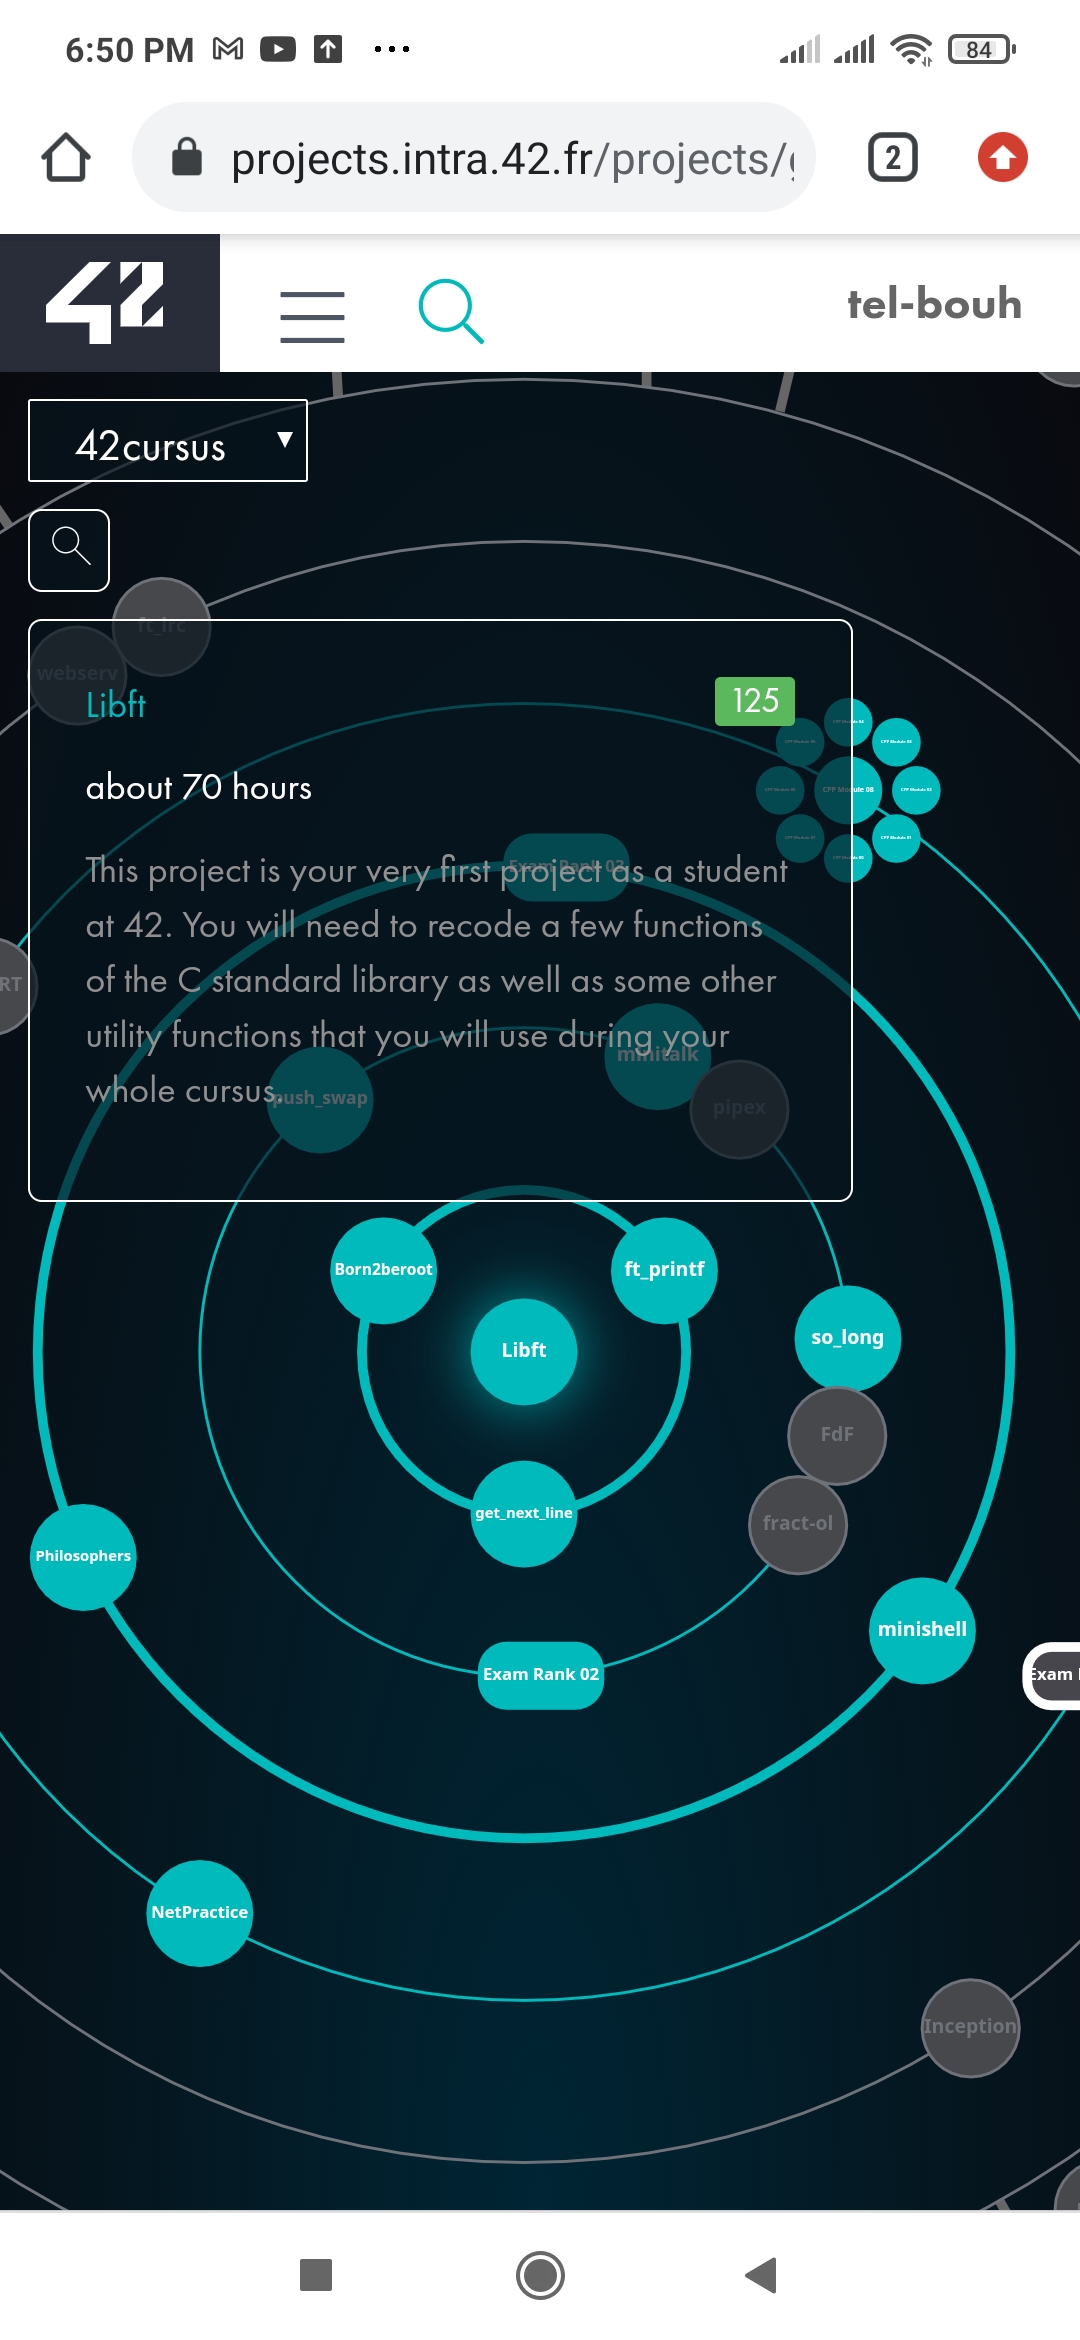 6:50 PM
84
projects.intra.42.fr/projects/
2
42
tel-bouh
42cursus
ft_irc
webserv
Libft
125
about 70 hours
CPP Module 08
Exam Rank 03
This project is your very first project as a student
at 42. You will need to recode a few functions
of the C standard library as well as some other
utility functions that you will use during your
whole cursus.
RT
minitalk
push_swap
pipex
Born2beroot
ft_printf
Libft
so_long
FdF
get_next_line
fract-ol
Philosophers
minishell
Exam Rank 02
Exam
NetPractice
Inception